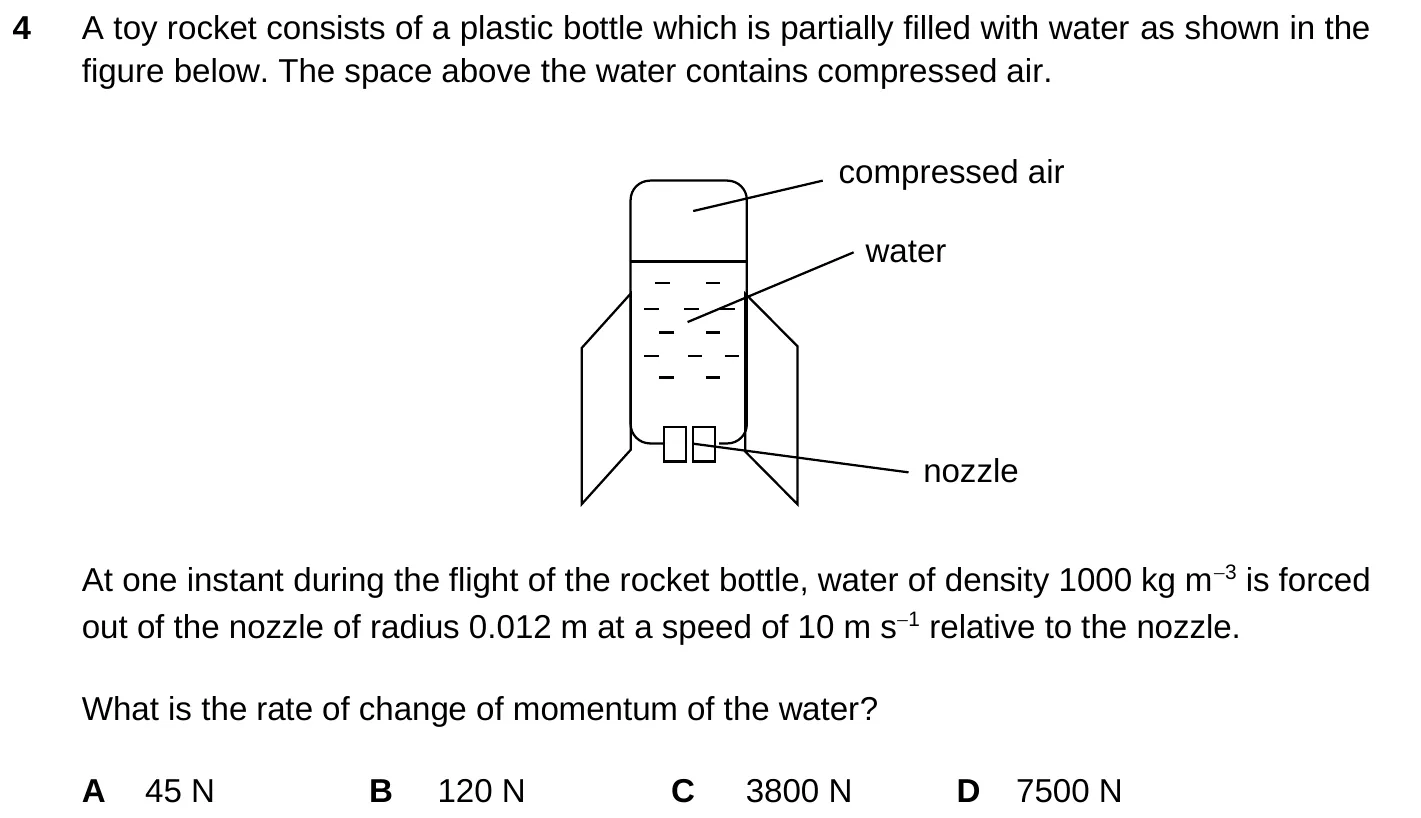 4 A toy rocket consists of a plastic bottle which is partially filled with water as shown in the
figure below. The space above the water contains compressed air.
compressed air
water
nozzle
At one instant during the flight of the rocket bottle, water of density 1000 kg m⁻³ is forced
out of the nozzle of radius 0.012 m at a speed of 10 m s⁻¹ relative to the nozzle.
What is the rate of change of momentum of the water?
A 45 N B 120 N C 3800 N D 7500 N